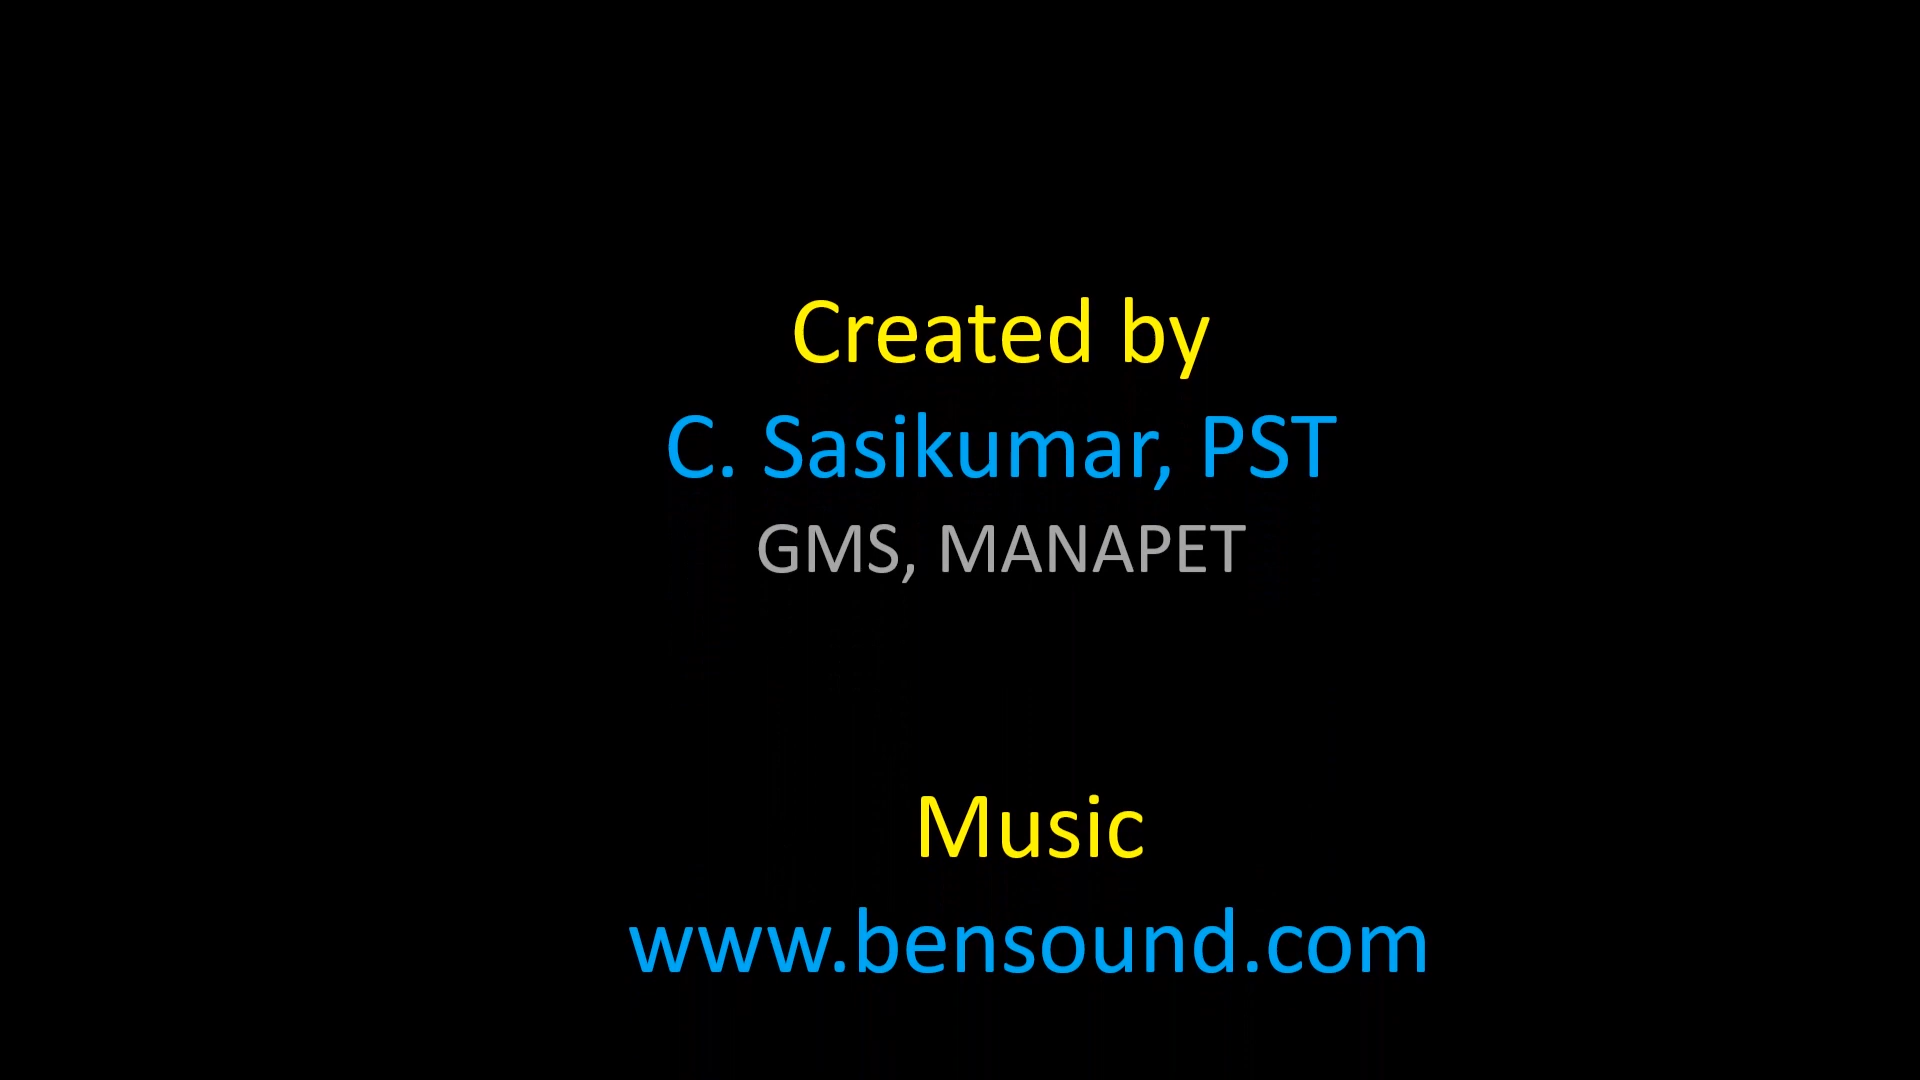 Created by
C. Sasikumar, PST
GMS, MANAPET
Music
www.bensound.com